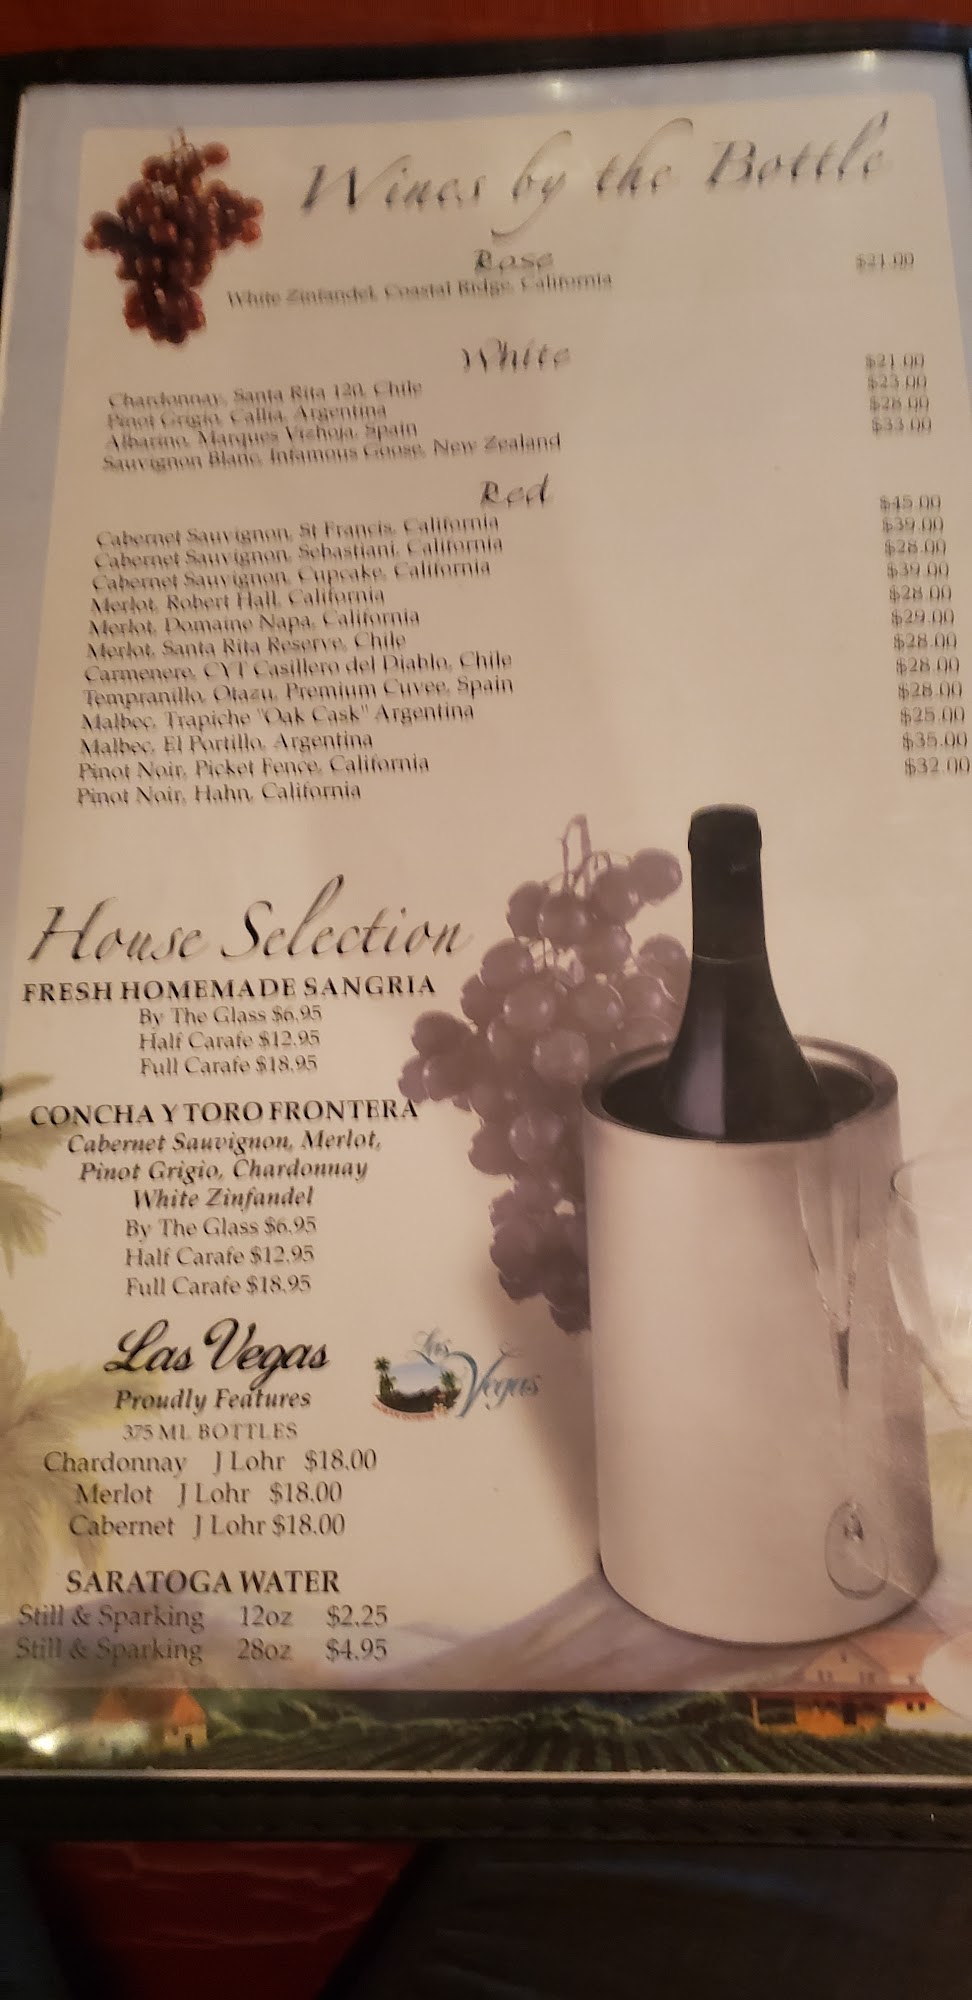 Wines by the Bottle
Rose
White Zinfandel, Coastal Ridge, California $21.00
White
Chardonnay, Santa Rita 120, Chile $21.00
Pinot Grigio, Callia, Argentina $23.00
Albarino, Marques Vizhoja, Spain $28.00
Sauvignon Blanc, Infamous Goose, New Zealand $33.00
Red
Cabernet Sauvignon, St Francis, California $45.00
Cabernet Sauvignon, Sebastiani, California $39.00
Cabernet Sauvignon, Cupcake, California $28.00
Merlot, Robert Hall, California $39.00
Merlot, Domaine Napa, California $28.00
Merlot, Santa Rita Reserve, Chile $29.00
Carmenere, CYT Casillero del Diablo, Chile $28.00
Tempranillo, Otazu, Premium Cuvee, Spain $28.00
Malbec, Trapiche "Oak Cask" Argentina $28.00
Malbec, El Portillo, Argentina $25.00
Pinot Noir, Picket Fence, California $35.00
Pinot Noir, Hahn, California $32.00
House Selection
FRESH HOMEMADE SANGRIA
By The Glass $6.95
Half Carafe $12.95
Full Carafe $18.95
CONCHA Y TORO FRONTERA
Cabernet Sauvignon, Merlot,
Pinot Grigio, Chardonnay
White Zinfandel
By The Glass $6.95
Half Carafe $12.95
Full Carafe $18.95
Las Vegas
Proudly Features
Las Vegas
375 ML BOTTLES
Chardonnay J Lohr $18.00
Merlot J Lohr $18.00
Cabernet J Lohr $18.00
SARATOGA WATER
Still & Sparking 12oz $2.25
Still & Sparking 28oz $4.95